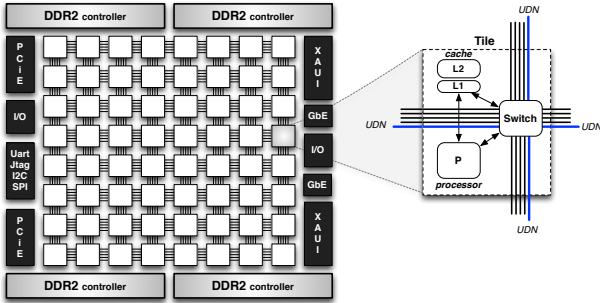 DDR2 controller
DDR2 controller
P
C
i
E
I/O
Uart
Jtag
I2C
SPI
P
C
i
E
X
A
U
I
GbE
I/O
GbE
X
A
U
I
DDR2 controller
DDR2 controller
UDN
Tile
cache
L2
L1
Switch
UDN
UDN
P
processor
UDN